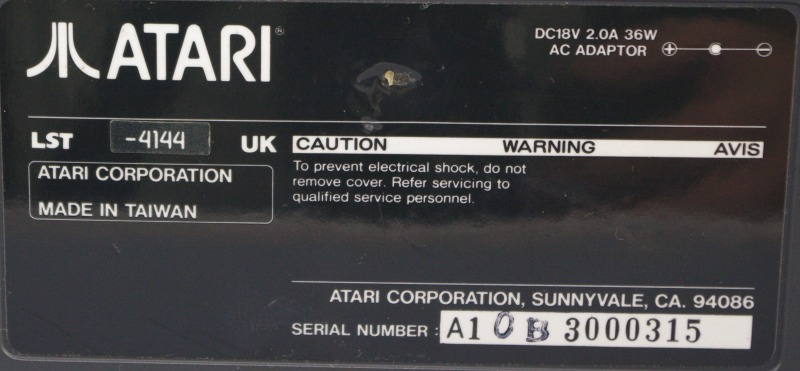 ATARI®
DC18V 2.0A 36W
AC ADAPTOR
LST -4144 UK
ATARI CORPORATION
MADE IN TAIWAN
CAUTION WARNING AVIS
To prevent electrical shock, do not
remove cover. Refer servicing to
qualified service personnel.
ATARI CORPORATION, SUNNYVALE, CA. 94086
SERIAL NUMBER : A1 0B 3000315